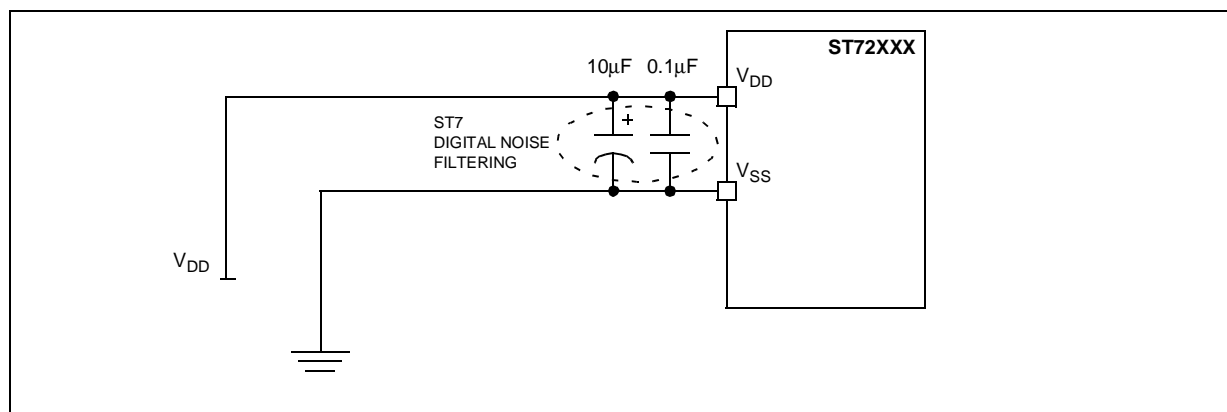 ST72XXX
10μF 0.1μF
V_DD
+
ST7
DIGITAL NOISE
FILTERING
V_SS
V_DD